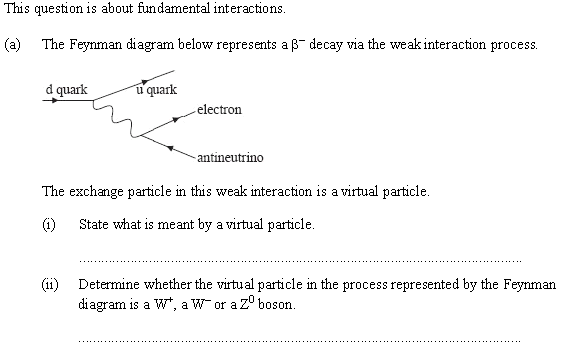 This question is about fundamental interactions.
(a) The Feynman diagram below represents a β⁻ decay via the weak interaction process.
d quark u quark
electron
antineutrino
The exchange particle in this weak interaction is a virtual particle.
(i) State what is meant by a virtual particle.
(ii) Determine whether the virtual particle in the process represented by the Feynman
diagram is a W⁺, a W⁻ or a Z⁰ boson.